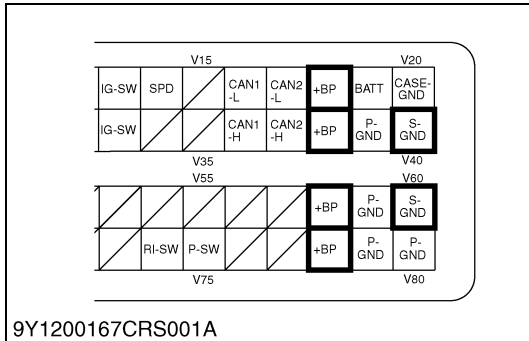 V15 V20
IG-SW SPD CAN1 -L CAN2 -L +BP BATT CASE- GND
IG-SW CAN1 -H CAN2 -H +BP P- GND S- GND
V35 V40
V55 V60
+BP P- GND S- GND
RI-SW P-SW +BP P- GND P- GND
V75 V80
9Y1200167CRS001A